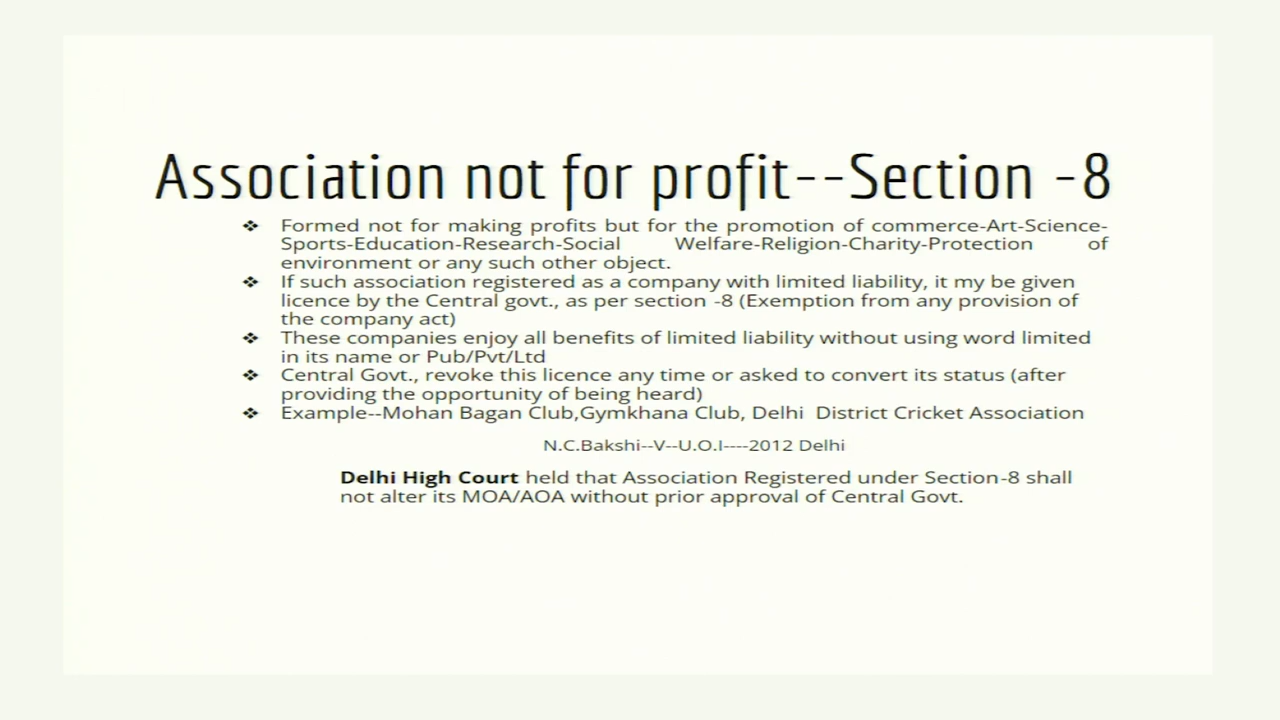 Association not for profit--Section -8
❖ Formed not for making profits but for the promotion of commerce-Art-Science-
Sports-Education-Research-Social Welfare-Religion-Charity-Protection of
environment or any such other object.
❖ If such association registered as a company with limited liability, it my be given
licence by the Central govt., as per section -8 (Exemption from any provision of
the company act)
❖ These companies enjoy all benefits of limited liability without using word limited
in its name or Pub/Pvt/Ltd
❖ Central Govt., revoke this licence any time or asked to convert its status (after
providing the opportunity of being heard)
❖ Example--Mohan Bagan Club,Gymkhana Club, Delhi District Cricket Association
N.C.Bakshi--V--U.O.I----2012 Delhi
Delhi High Court held that Association Registered under Section-8 shall
not alter its MOA/AOA without prior approval of Central Govt.